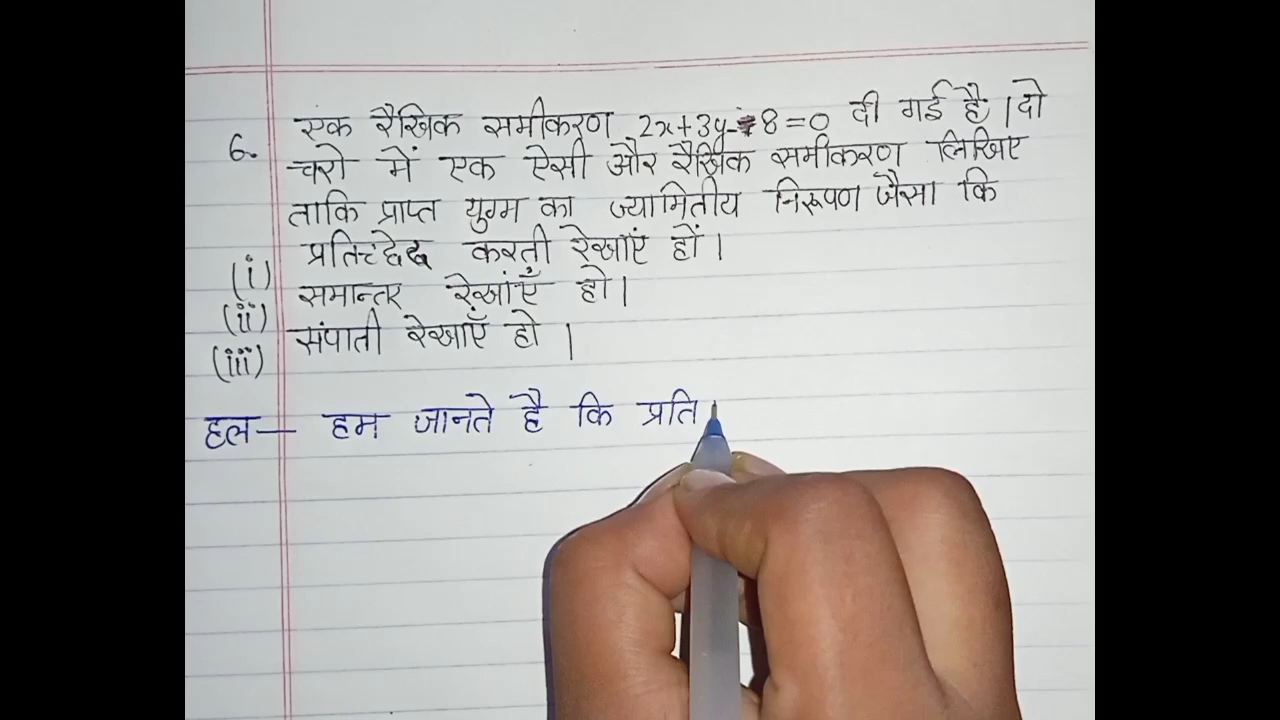 6. एक रैखिक समीकरण 2x+3y-8=0 दी गई है । दो
चरो में एक ऐसी और रैखिक समीकरण लिखिए
ताकि प्राप्त युग्म का ज्यामितीय निरूपण जैसा कि
(i) प्रतिच्छेद करती रेखाएं हों ।
(ii) समान्तर रेखांएँ हो ।
(iii) संपाती रेखाएँ हो ।
हल— हम जानते है कि प्रति